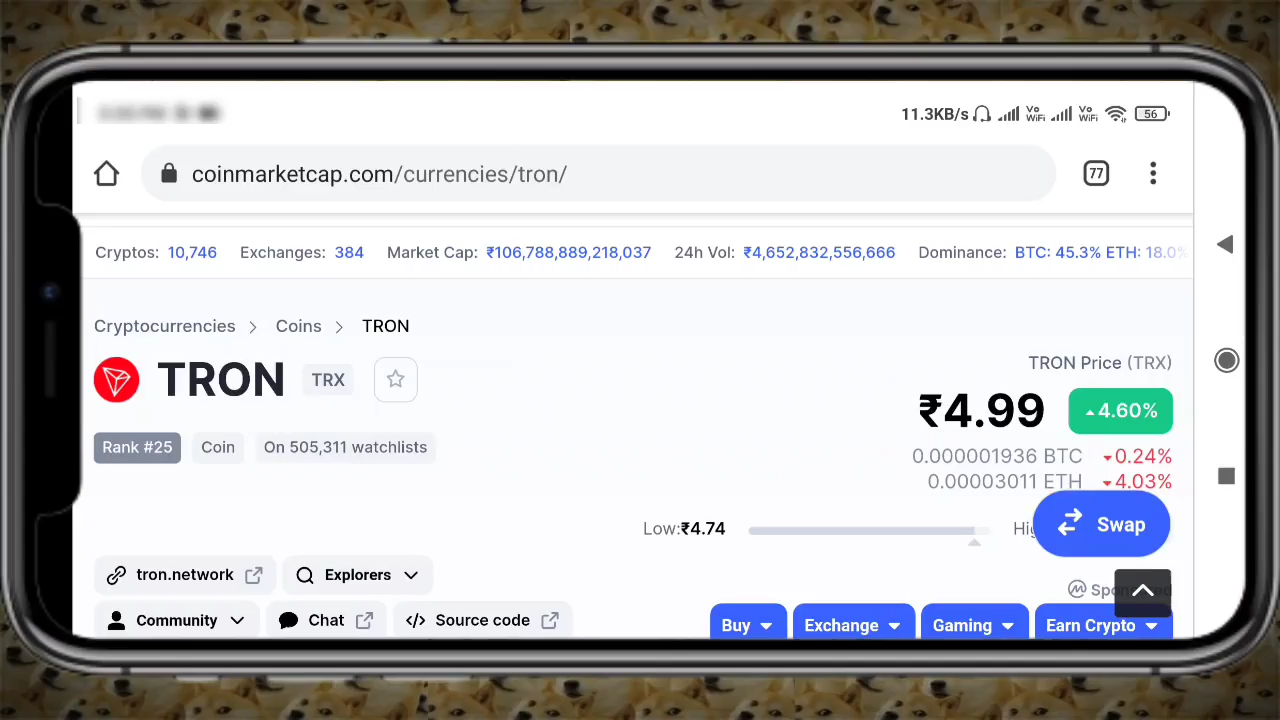 11.3KB/s Vo WiFi Vo WiFi 56
coinmarketcap.com/currencies/tron/ 77
Cryptos: 10,746 Exchanges: 384 Market Cap: ₹106,788,889,218,037 24h Vol: ₹4,652,832,556,666 Dominance: BTC: 45.3% ETH: 18.0%
Cryptocurrencies > Coins > TRON
TRON TRX
TRON Price (TRX)
₹4.99 4.60%
Rank #25 Coin On 505,311 watchlists
0.000001936 BTC 0.24%
0.00003011 ETH 4.03%
Low:₹4.74
Swap
tron.network Explorers
Community Chat Source code
Buy Exchange Gaming Earn Crypto